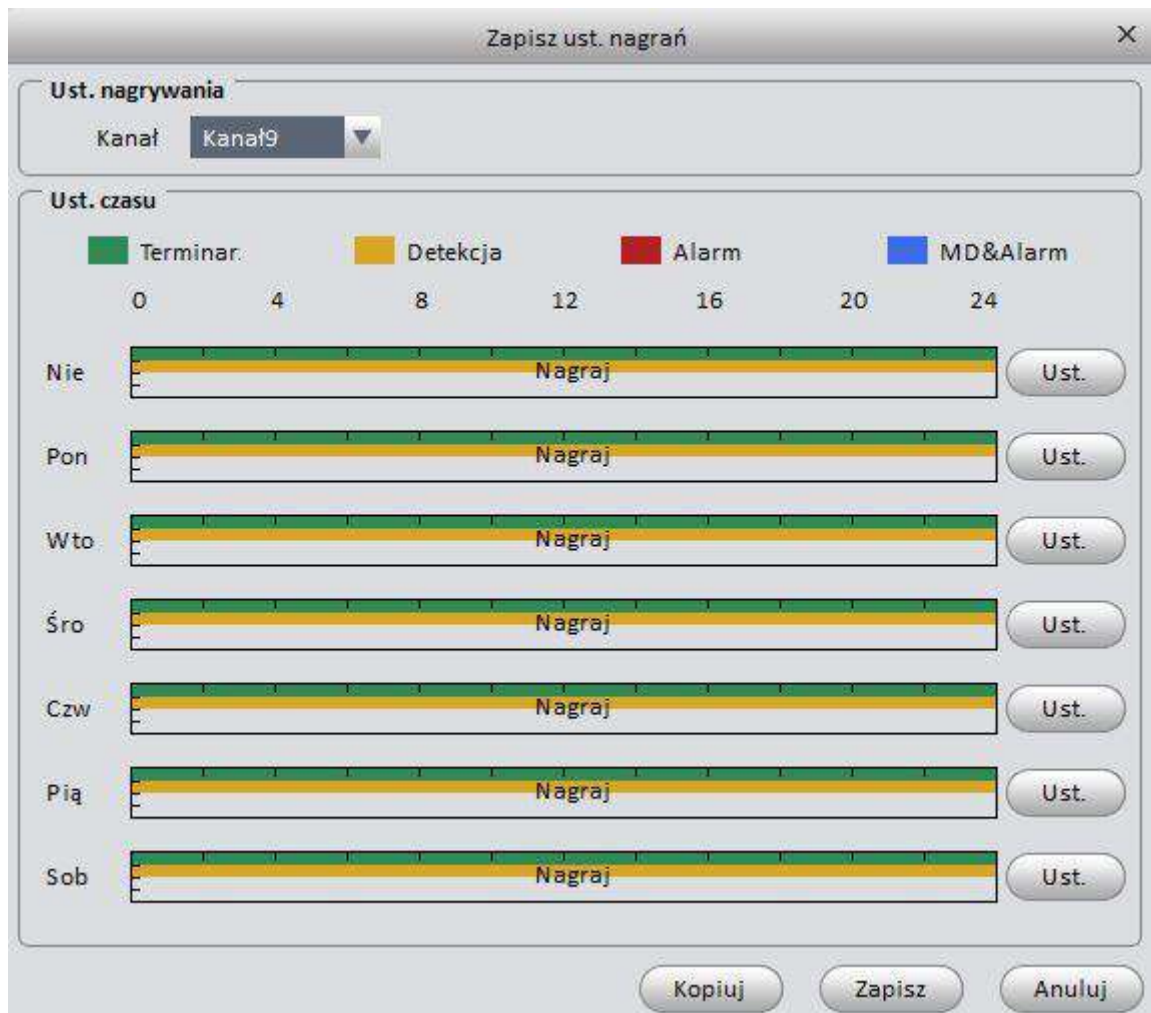 Zapisz ust. nagrań
Ust. nagrywania
Kanał Kanał9
Ust. czasu
Terminar. Detekcja Alarm MD&Alarm
0 4 8 12 16 20 24
Nie Nagraj Ust.
Pon Nagraj Ust.
Wto Nagraj Ust.
Śro Nagraj Ust.
Czw Nagraj Ust.
Pią Nagraj Ust.
Sob Nagraj Ust.
Kopiuj Zapisz Anuluj